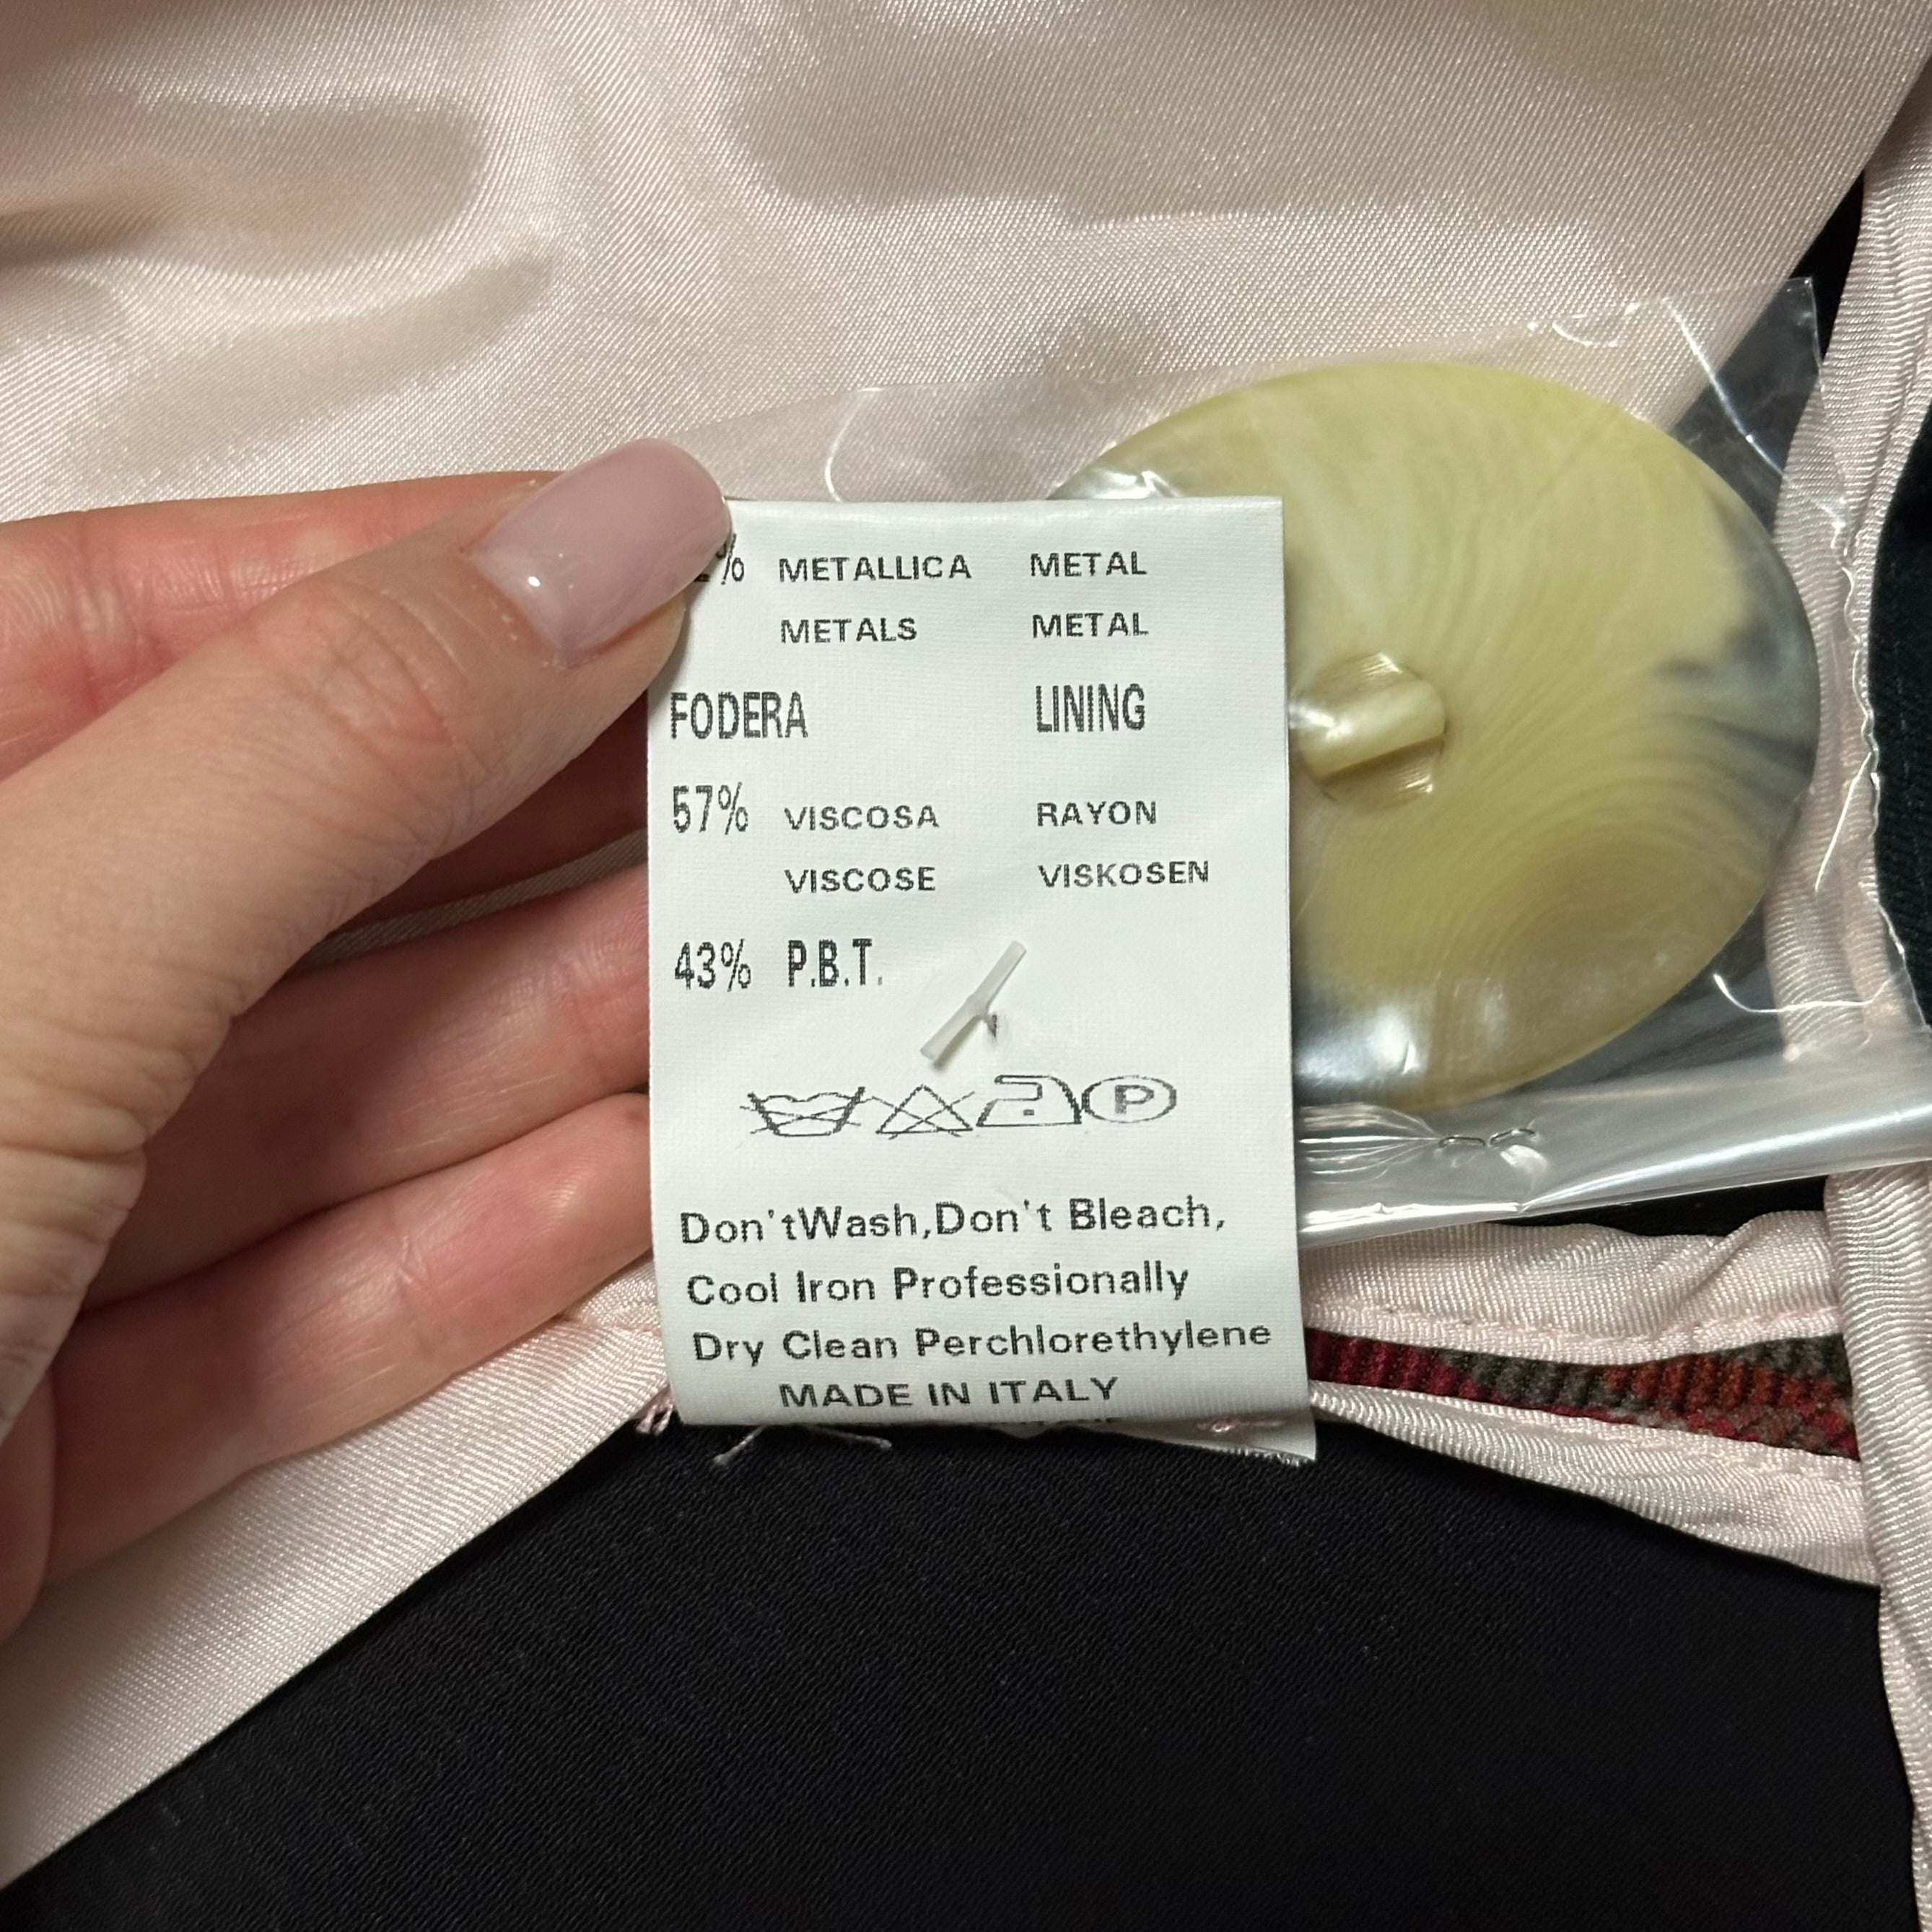 % METALLICA METAL
METALS METAL
FODERA LINING
57% VISCOSA RAYON
VISCOSE VISKOSEN
43% P.B.T.
P
Don'tWash,Don't Bleach,
Cool Iron Professionally
Dry Clean Perchlorethylene
MADE IN ITALY